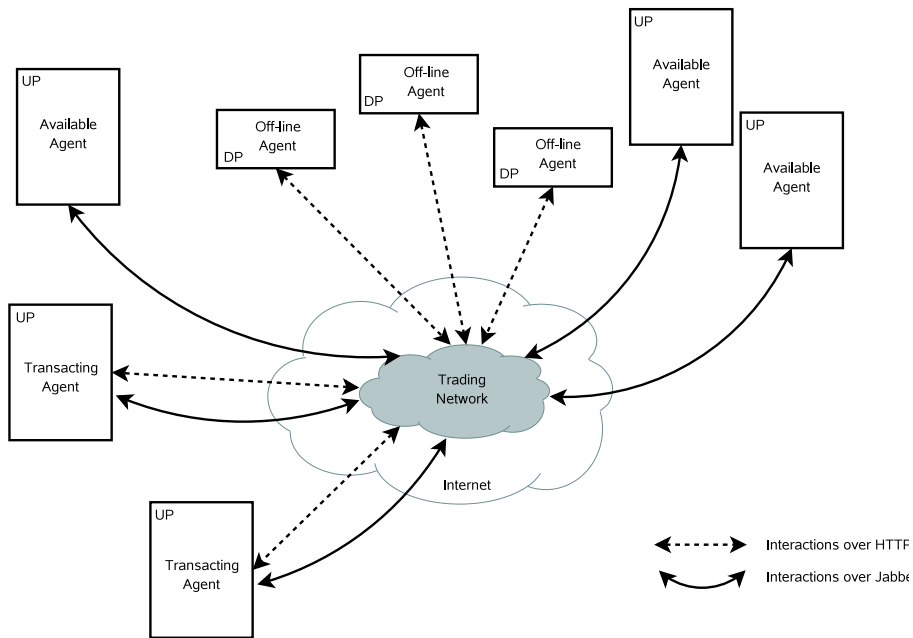 UP
Available
Agent
Off-line
Agent
DP
Off-line
Agent
DP
Off-line
Agent
DP
UP
Available
Agent
UP
Available
Agent
UP
Transacting
Agent
Trading
Network
Internet
UP
Transacting
Agent
Interactions over HTTP
Interactions over Jabbe